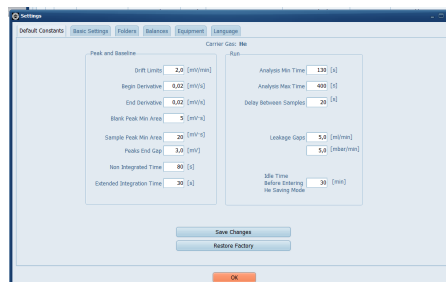 Settings
Default Constants Basic Settings Folders Balances Equipment Language
Carrier Gas: He
Peak and Baseline
Drift Limits 2,0 [mV/min]
Begin Derivative 0,02 [mV/s]
End Derivative 0,02 [mV/s]
Blank Peak Min Area 5 [mV·s]
Sample Peak Min Area 20 [mV·s]
Peaks End Gap 3,0 [mV]
Non Integrated Time 80 [s]
Extended Integration Time 30 [s]
Run
Analysis Min Time 130 [s]
Analysis Max Time 400 [s]
Delay Between Samples 20 [s]
Leakage Gaps 5,0 [ml/min]
5,0 [mbar/min]
Idle Time
Before Entering 30 [min]
He Saving Mode
Save Changes
Restore Factory
OK